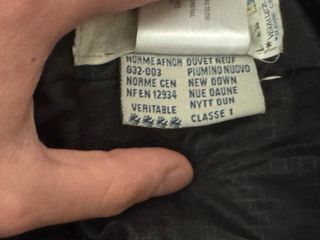 NORME AFNOR DUVET NEUF
G32-003 PIUMINO NUOVO
NORME CEN NEW DOWN
NF EN 12934 NUE DAUNE
VERITABLE NYTT DUN
CLASSE 1